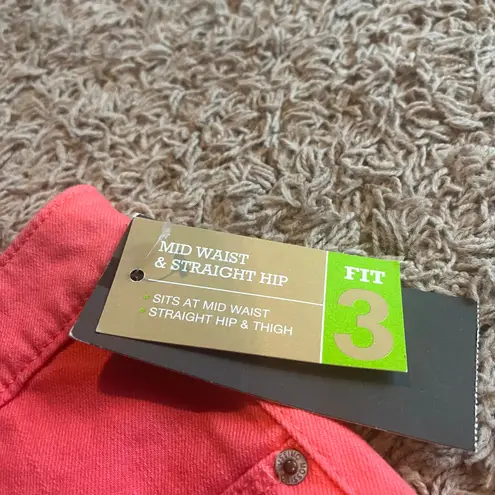 MID WAIST
& STRAIGHT HIP
SITS AT MID WAIST
STRAIGHT HIP & THIGH
FIT
3